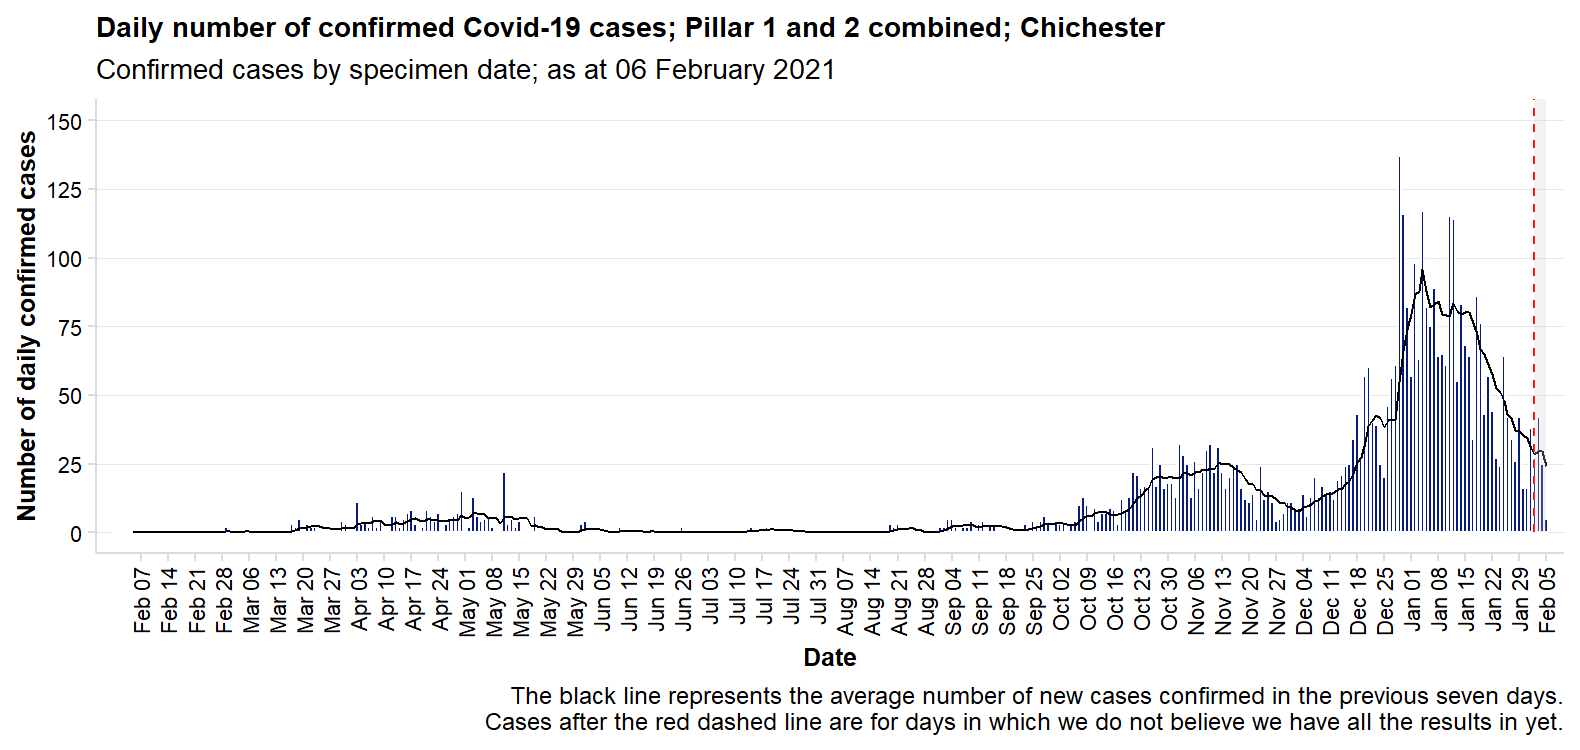 Daily number of confirmed Covid-19 cases; Pillar 1 and 2 combined; Chichester
Confirmed cases by specimen date; as at 06 February 2021
Number of daily confirmed cases
150
125
100
75
50
25
0
Feb 07
Feb 14
Feb 21
Feb 28
Mar 06
Mar 13
Mar 20
Mar 27
Apr 03
Apr 10
Apr 17
Apr 24
May 01
May 08
May 15
May 22
May 29
Jun 05
Jun 12
Jun 19
Jun 26
Jul 03
Jul 10
Jul 17
Jul 24
Jul 31
Aug 07
Aug 14
Aug 21
Aug 28
Sep 04
Sep 11
Sep 18
Sep 25
Oct 02
Oct 09
Oct 16
Oct 23
Oct 30
Nov 06
Nov 13
Nov 20
Nov 27
Dec 04
Dec 11
Dec 18
Dec 25
Jan 01
Jan 08
Jan 15
Jan 22
Jan 29
Feb 05
Date
The black line represents the average number of new cases confirmed in the previous seven days.
Cases after the red dashed line are for days in which we do not believe we have all the results in yet.